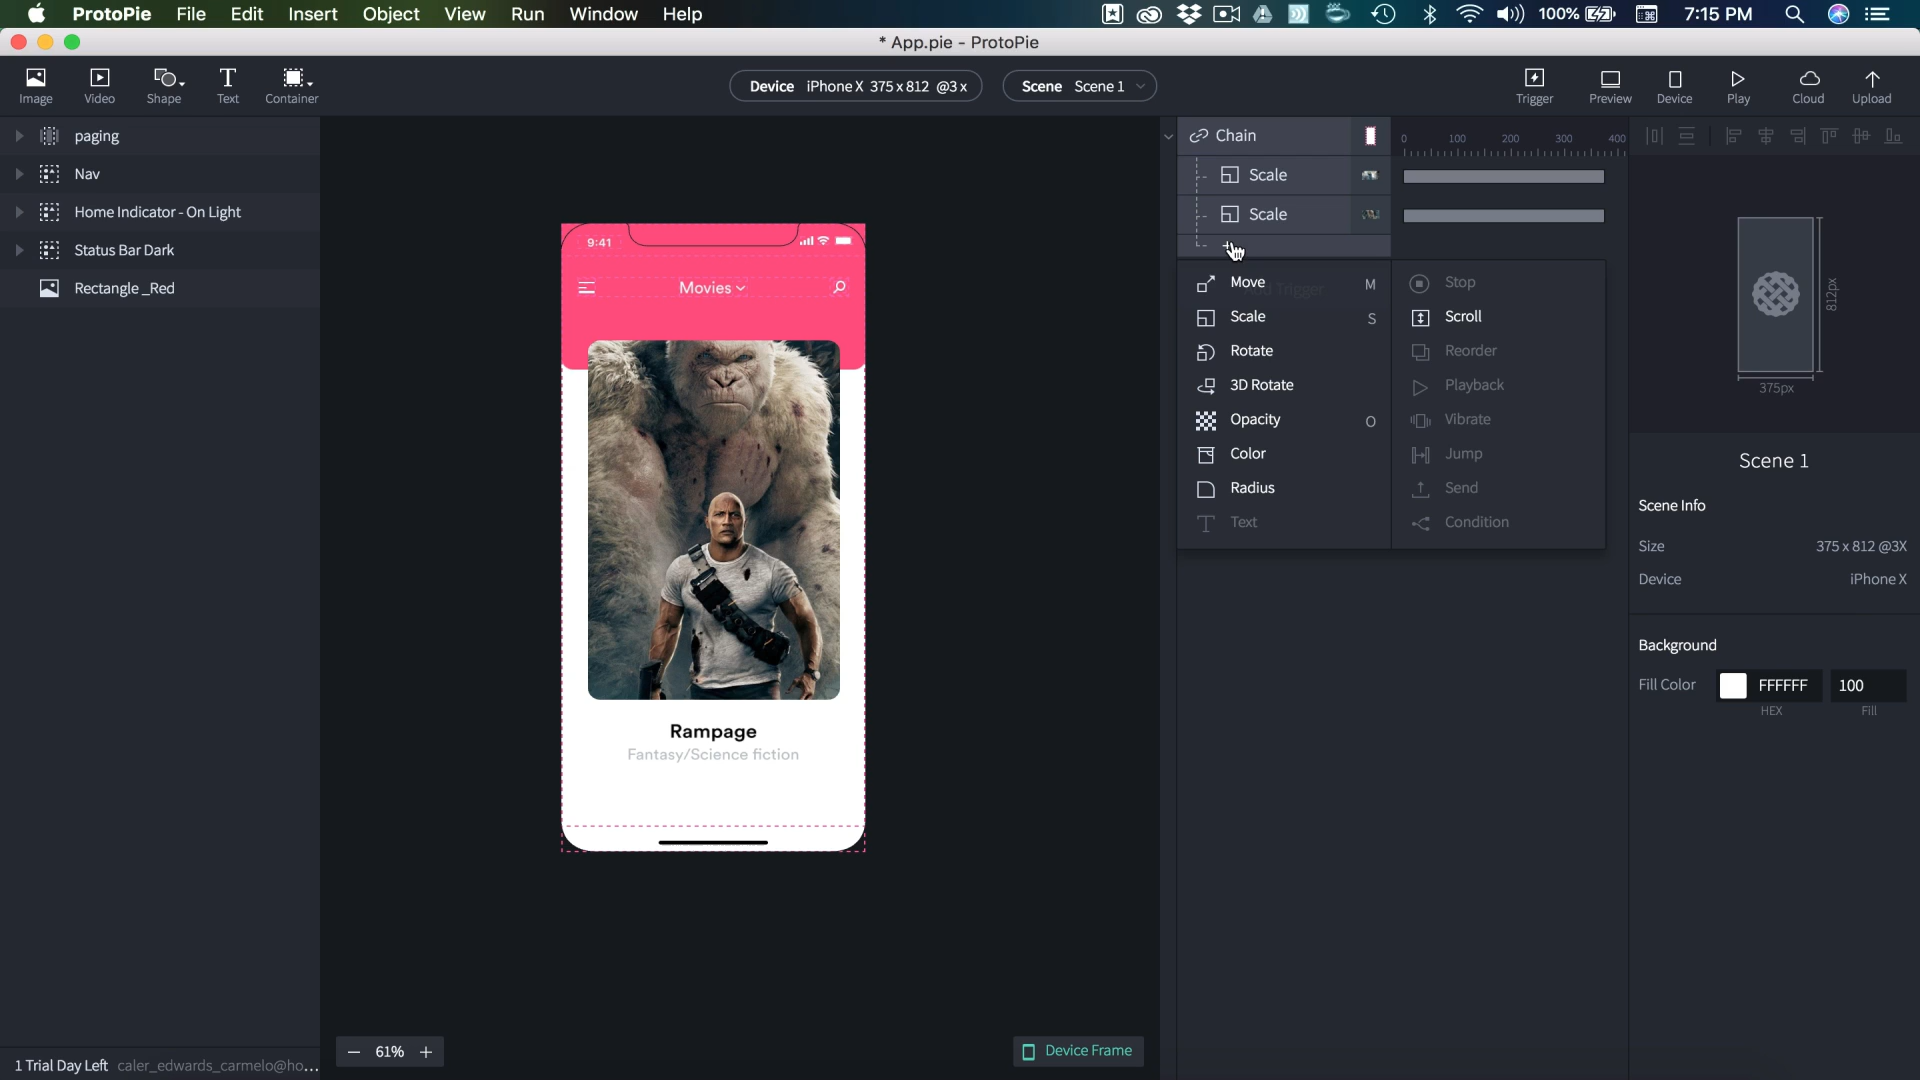 ProtoPie File Edit Insert Object View Run Window Help
100% 7:15 PM
* App.pie - ProtoPie
Image Video Shape Text Container
Device iPhone X 375 x 812 @3 x
Scene Scene 1
Trigger Preview Device Play Cloud Upload
paging
Nav
Home Indicator - On Light
Status Bar Dark
Rectangle _Red
9:41
Movies
Rampage
Fantasy/Science fiction
Chain
Scale
Scale
0 100 200 300 400
Move M
Scale S
Rotate
3D Rotate
Opacity O
Color
Radius
Text
Stop
Scroll
Reorder
Playback
Vibrate
Jump
Send
Condition
812px
375px
Scene 1
Scene Info
Size 375 x 812 @3X
Device iPhone X
Background
Fill Color FFFFFF 100
HEX Fill
61%
Device Frame
1 Trial Day Left caler_edwards_carmelo@ho...